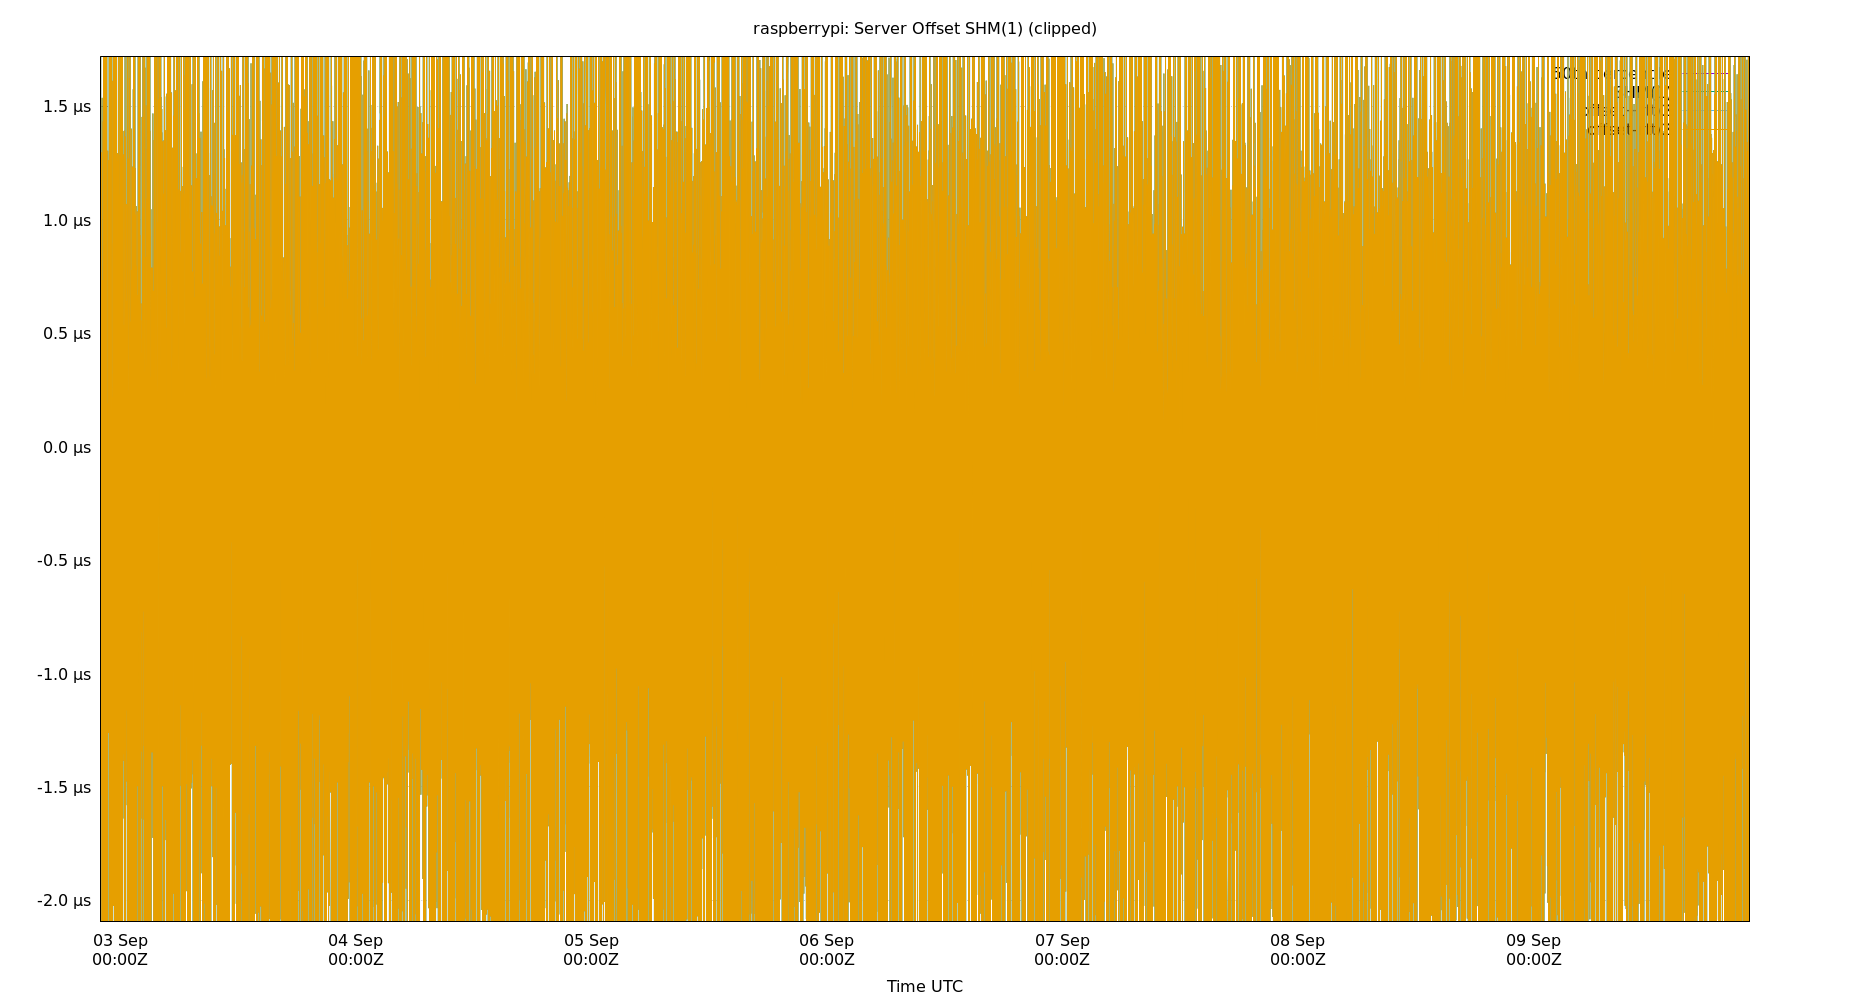 raspberrypi: Server Offset SHM(1) (clipped)
1.5 µs
1.0 µs
0.5 µs
0.0 µs
-0.5 µs
-1.0 µs
-1.5 µs
-2.0 µs
03 Sep 04 Sep 05 Sep 06 Sep 07 Sep 08 Sep 09 Sep
00:00Z 00:00Z 00:00Z 00:00Z 00:00Z 00:00Z 00:00Z
Time UTC